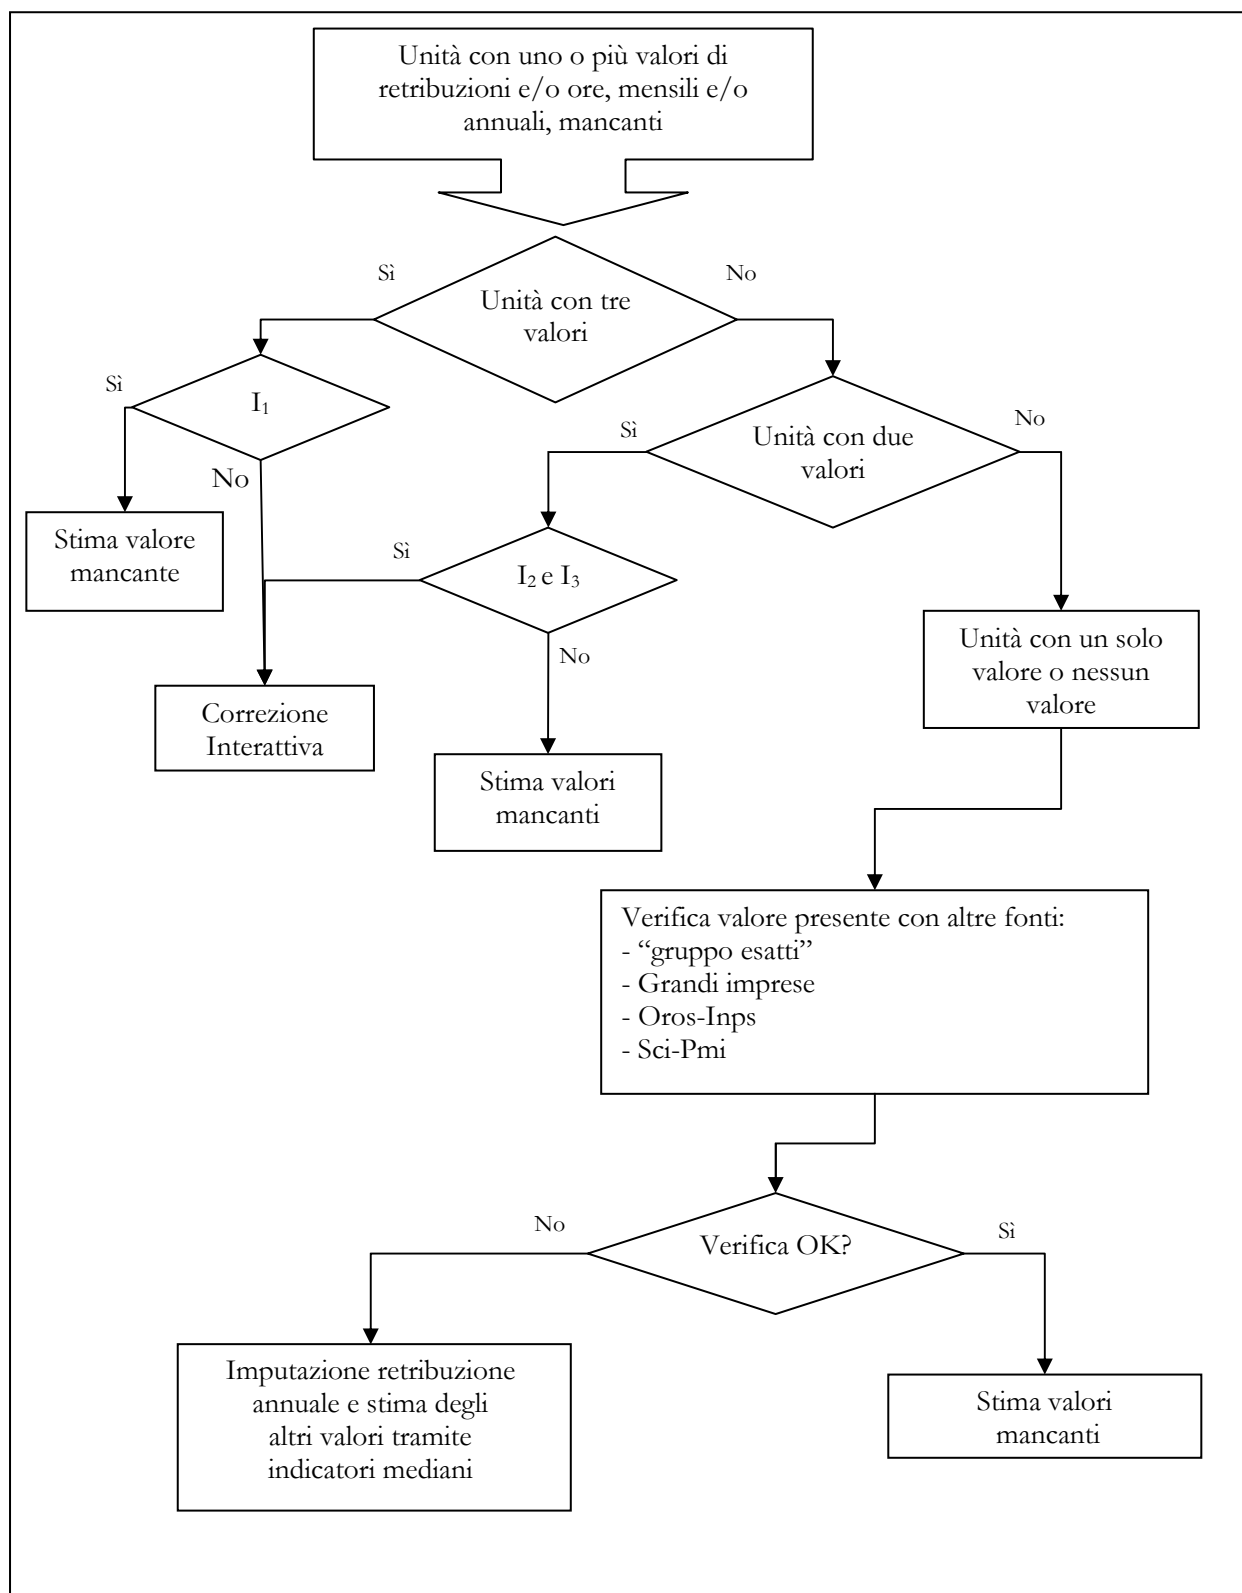 Unità con uno o più valori di
retribuzioni e/o ore, mensili e/o
annuali, mancanti
Sì
No
Unità con tre
valori
Sì
I₁
No
Sì
Unità con due
valori
No
Stima valore
mancante
Sì
I₂ e I₃
No
Unità con un solo
valore o nessun
valore
Correzione
Interattiva
Stima valori
mancanti
Verifica valore presente con altre fonti:
- “gruppo esatti”
- Grandi imprese
- Oros-Inps
- Sci-Pmi
No
Verifica OK?
Sì
Imputazione retribuzione
annuale e stima degli
altri valori tramite
indicatori mediani
Stima valori
mancanti